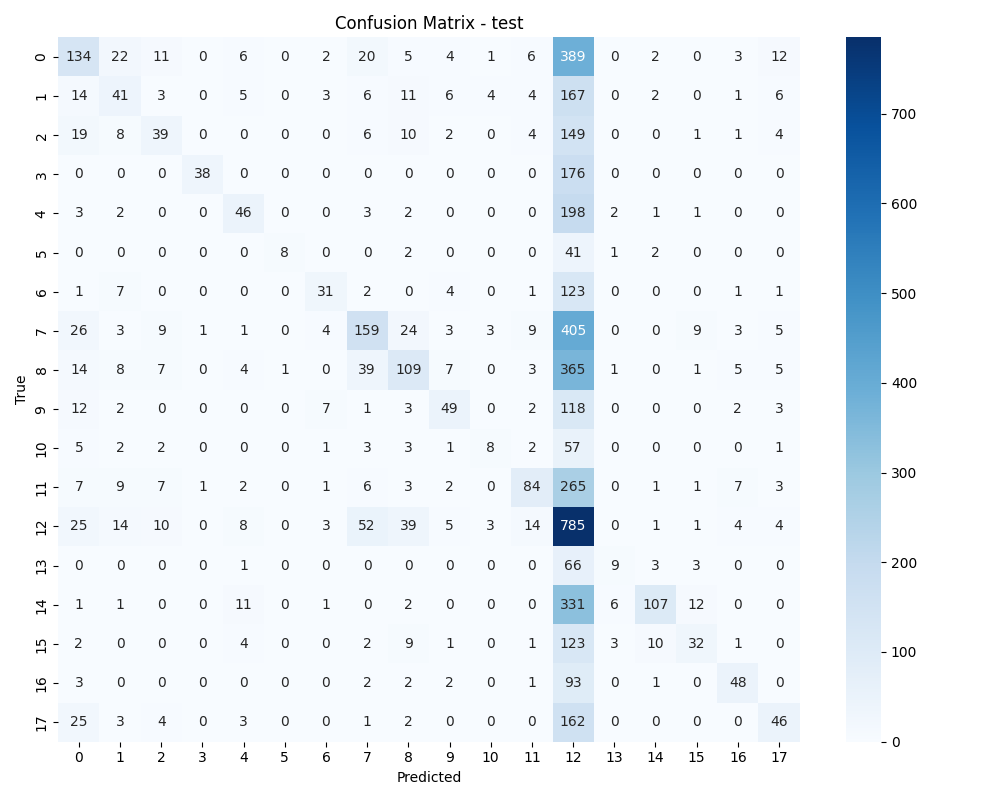 Confusion Matrix - test
0 134 22 11 0 6 0 2 20 5 4 1 6 389 0 2 0 3 12
1 14 41 3 0 5 0 3 6 11 6 4 4 167 0 2 0 1 6
2 19 8 39 0 0 0 0 6 10 2 0 4 149 0 0 1 1 4
3 0 0 0 38 0 0 0 0 0 0 0 0 176 0 0 0 0 0
4 3 2 0 0 46 0 0 3 2 0 0 0 198 2 1 1 0 0
5 0 0 0 0 0 8 0 0 2 0 0 0 41 1 2 0 0 0
6 1 7 0 0 0 0 31 2 0 4 0 1 123 0 0 0 1 1
7 26 3 9 1 1 0 4 159 24 3 3 9 405 0 0 9 3 5
8 14 8 7 0 4 1 0 39 109 7 0 3 365 1 0 1 5 5
9 12 2 0 0 0 0 7 1 3 49 0 2 118 0 0 0 2 3
10 5 2 2 0 0 0 1 3 3 1 8 2 57 0 0 0 0 1
11 7 9 7 1 2 0 1 6 3 2 0 84 265 0 1 1 7 3
12 25 14 10 0 8 0 3 52 39 5 3 14 785 0 1 1 4 4
13 0 0 0 0 1 0 0 0 0 0 0 0 66 9 3 3 0 0
14 1 1 0 0 11 0 1 0 2 0 0 0 331 6 107 12 0 0
15 2 0 0 0 4 0 0 2 9 1 0 1 123 3 10 32 1 0
16 3 0 0 0 0 0 0 2 2 2 0 1 93 0 1 0 48 0
17 25 3 4 0 3 0 0 1 2 0 0 0 162 0 0 0 0 46
0 1 2 3 4 5 6 7 8 9 10 11 12 13 14 15 16 17
Predicted
True
700
600
500
400
300
200
100
0